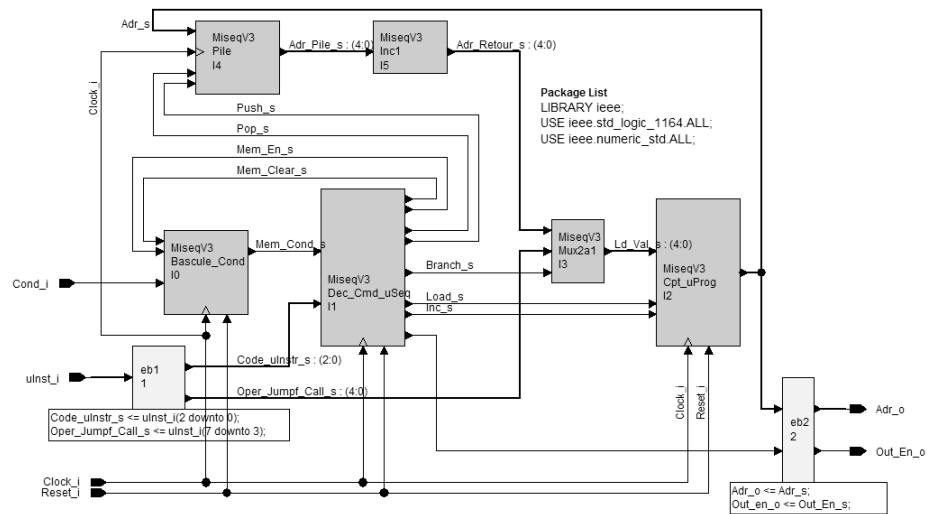 Adr_s
MiseqV3
Pile
I4
Adr_Pile_s : (4:0)
MiseqV3
Inc1
I5
Adr_Retour_s : (4:0)
Clock_i
Package List
LIBRARY ieee;
USE ieee.std_logic_1164.ALL;
USE ieee.numeric_std.ALL;
Push_s
Pop_s
Mem_En_s
Mem_Clear_s
MiseqV3
Bascule_Cond
I0
Mem_Cond_s
MiseqV3
Dec_Cmd_uSeq
I1
MiseqV3
Mux2a1
I3
Ld_Val_s : (4:0)
MiseqV3
Cpt_uProg
I2
Cond_i
Branch_s
Load_s
Inc_s
uInst_i
eb1
1
Code_uInstr_s : (2:0)
Oper_Jumpf_Call_s : (4:0)
Code_uInstr_s <= uInst_i(2 downto 0);
Oper_Jumpf_Call_s <= uInst_i(7 downto 3);
Clock_i
Reset_i
eb2
2
Adr_o
Out_En_o
Clock_i
Reset_i
Adr_o <= Adr_s;
Out_en_o <= Out_En_s;